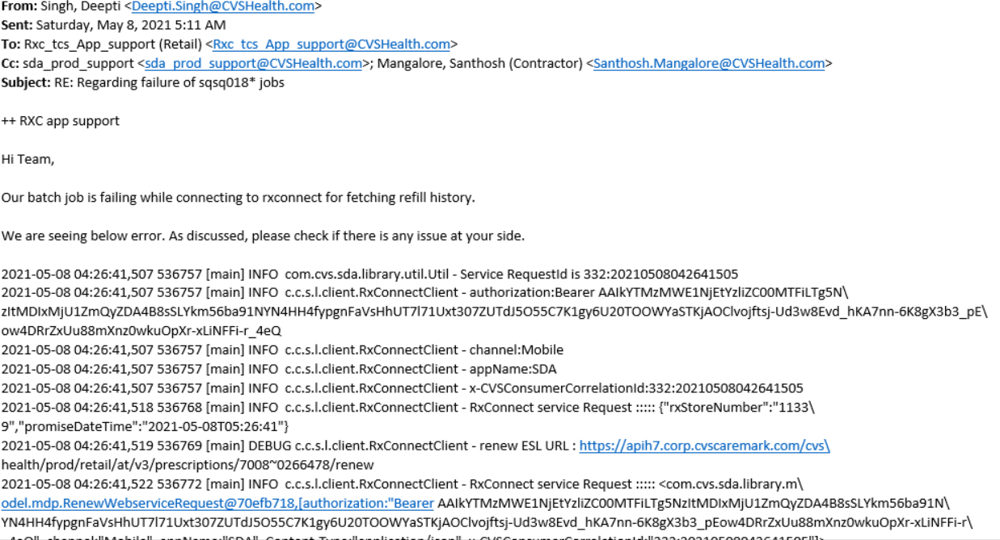 From: Singh, Deepti <Deepti.Singh@CVSHealth.com>
Sent: Saturday, May 8, 2021 5:11 AM
To: Rxc_tcs_App_support (Retail) <Rxc_tcs_App_support@CVSHealth.com>
Cc: sda_prod_support <sda_prod_support@CVSHealth.com>; Mangalore, Santhosh (Contractor) <Santhosh.Mangalore@CVSHealth.com>
Subject: RE: Regarding failure of sqsq018* jobs
++ RXC app support
Hi Team,
Our batch job is failing while connecting to rxconnect for fetching refill history.
We are seeing below error. As discussed, please check if there is any issue at your side.
2021-05-08 04:26:41,507 536757 [main] INFO com.cvs.sda.library.util.Util - Service RequestId is 332:20210508042641505
2021-05-08 04:26:41,507 536757 [main] INFO c.c.s.l.client.RxConnectClient - authorization:Bearer AAIkYTMzMWE1NjEtYzliZC00MTFiLTg5N\
zItMDIxMjU1ZmQyZDA4B8sSLYkm56ba91NYN4HH4fypgnFaVsHhUT7l71Uxt307ZUTdJ5O55C7K1gy6U20TOOWYaSTKjAOClvojftsj-Ud3w8Evd_hKA7nn-6K8gX3b3_pE\
ow4DRrZxUu88mXnz0wkuOpXr-xLiNFFi-r_4eQ
2021-05-08 04:26:41,507 536757 [main] INFO c.c.s.l.client.RxConnectClient - channel:Mobile
2021-05-08 04:26:41,507 536757 [main] INFO c.c.s.l.client.RxConnectClient - appName:SDA
2021-05-08 04:26:41,507 536757 [main] INFO c.c.s.l.client.RxConnectClient - x-CVSConsumerCorrelationId:332:20210508042641505
2021-05-08 04:26:41,518 536768 [main] INFO c.c.s.l.client.RxConnectClient - RxConnect service Request ::::: {"rxStoreNumber":"1133\
9","promiseDateTime":"2021-05-08T05:26:41"}
2021-05-08 04:26:41,519 536769 [main] DEBUG c.c.s.l.client.RxConnectClient - renew ESL URL : https://apih7.corp.cvscaremark.com/cvs\
health/prod/retail/at/v3/prescriptions/7008~0266478/renew
2021-05-08 04:26:41,522 536772 [main] INFO c.c.s.l.client.RxConnectClient - RxConnect service Request ::::: <com.cvs.sda.library.m\
odel.mdp.RenewWebserviceRequest@70efb718,[authorization:"Bearer AAIkYTMzMWE1NjEtYzliZC00MTFiLTg5NzItMDIxMjU1ZmQyZDA4B8sSLYkm56ba91N\
YN4HH4fypgnFaVsHhUT7l71Uxt307ZUTdJ5O55C7K1gy6U20TOOWYaSTKjAOClvojftsj-Ud3w8Evd_hKA7nn-6K8gX3b3_pEow4DRrZxUu88mXnz0wkuOpXr-xLiNFFi-r\